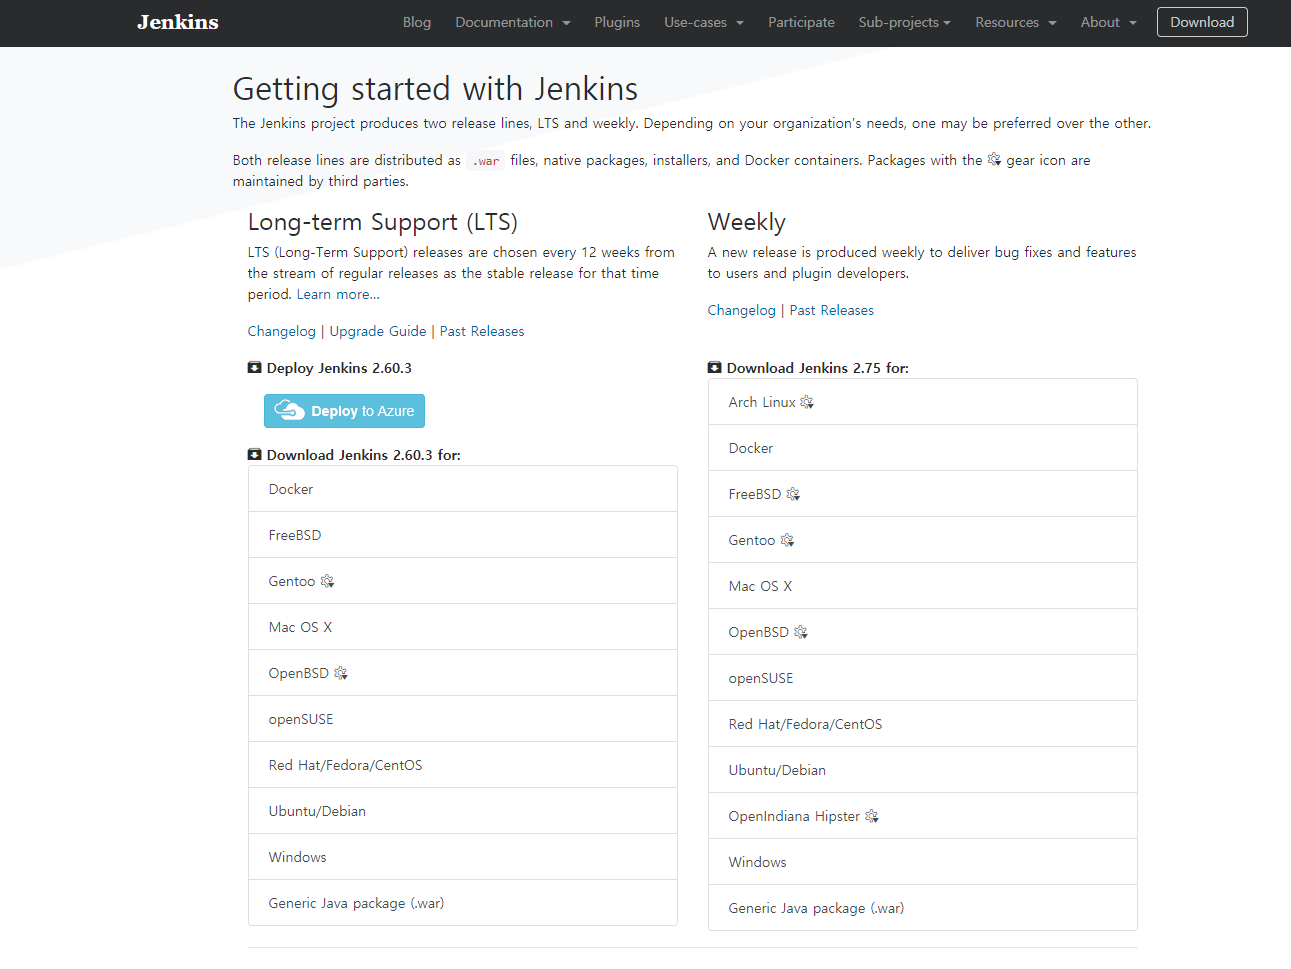 Jenkins
Blog Documentation Plugins Use-cases Participate Sub-projects Resources About Download
Getting started with Jenkins
The Jenkins project produces two release lines, LTS and weekly. Depending on your organization's needs, one may be preferred over the other.
Both release lines are distributed as .war files, native packages, installers, and Docker containers. Packages with the gear icon are
maintained by third parties.
Long-term Support (LTS)
LTS (Long-Term Support) releases are chosen every 12 weeks from
the stream of regular releases as the stable release for that time
period. Learn more...
Changelog | Upgrade Guide | Past Releases
Deploy Jenkins 2.60.3
Deploy to Azure
Download Jenkins 2.60.3 for:
Docker
FreeBSD
Gentoo
Mac OS X
OpenBSD
openSUSE
Red Hat/Fedora/CentOS
Ubuntu/Debian
Windows
Generic Java package (.war)
Weekly
A new release is produced weekly to deliver bug fixes and features
to users and plugin developers.
Changelog | Past Releases
Download Jenkins 2.75 for:
Arch Linux
Docker
FreeBSD
Gentoo
Mac OS X
OpenBSD
openSUSE
Red Hat/Fedora/CentOS
Ubuntu/Debian
OpenIndiana Hipster
Windows
Generic Java package (.war)